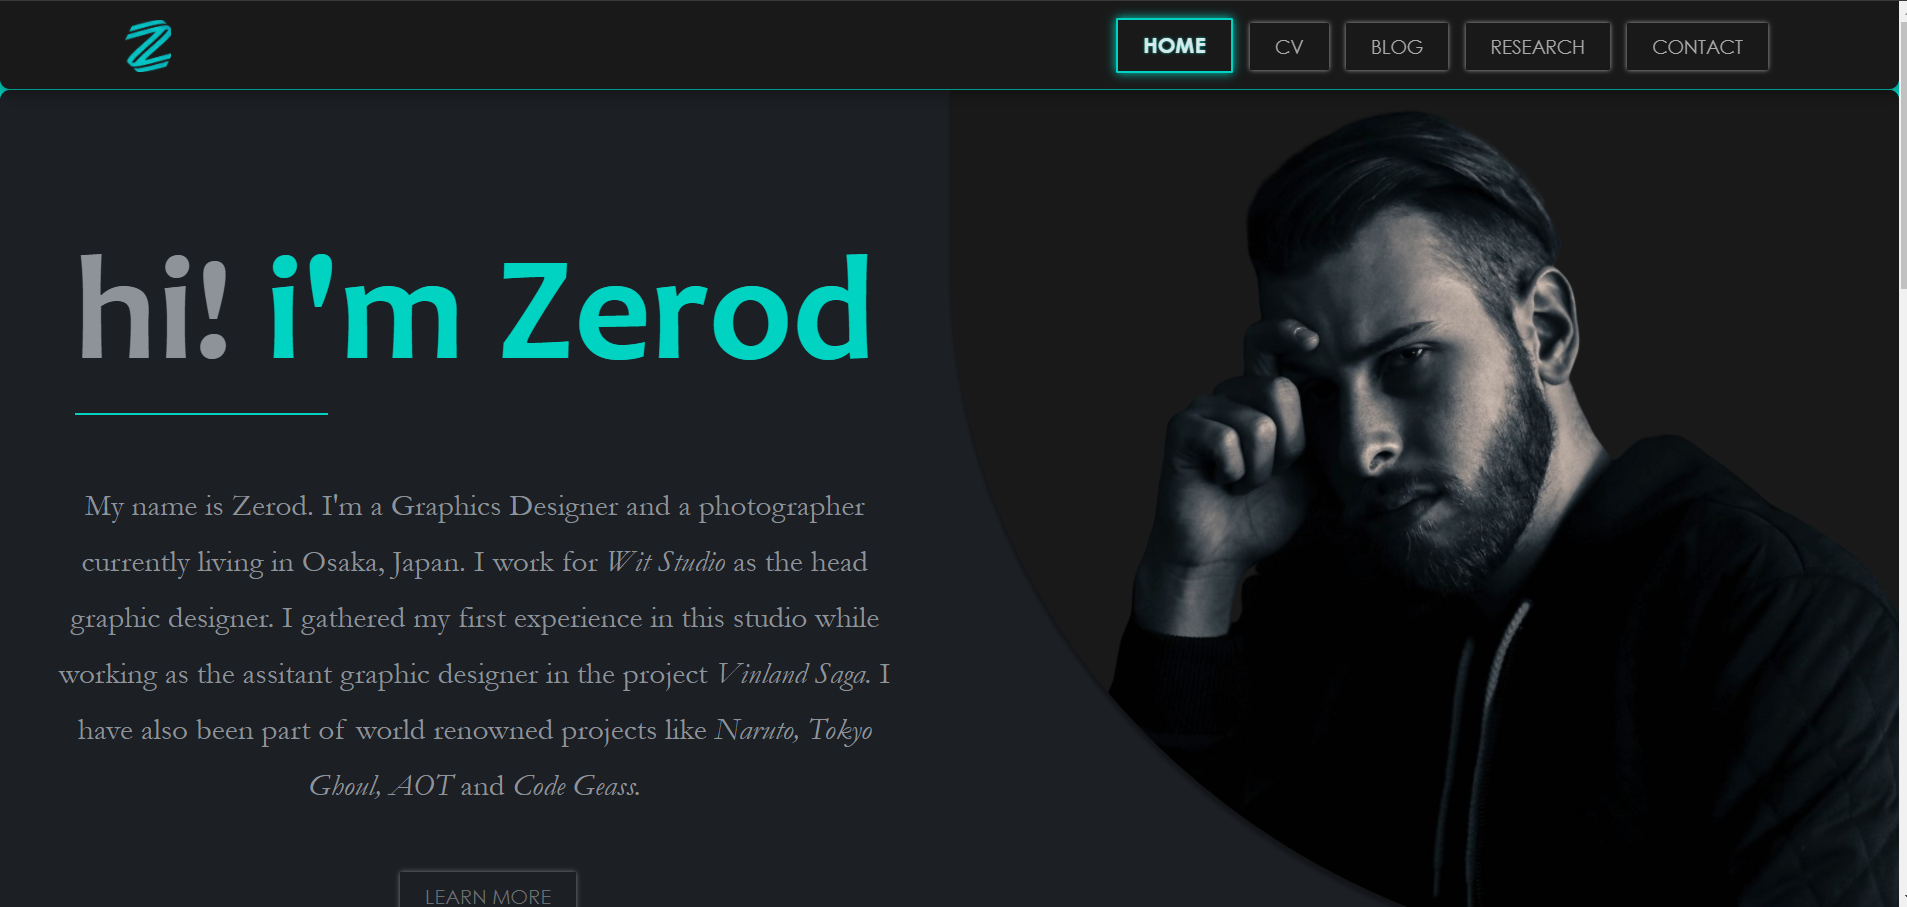 Z
HOME CV BLOG RESEARCH CONTACT
hi! i'm Zerod
My name is Zerod. I'm a Graphics Designer and a photographer
currently living in Osaka, Japan. I work for Wit Studio as the head
graphic designer. I gathered my first experience in this studio while
working as the assitant graphic designer in the project Vinland Saga. I
have also been part of world renowned projects like Naruto, Tokyo
Ghoul, AOT and Code Geass.
LEARN MORE